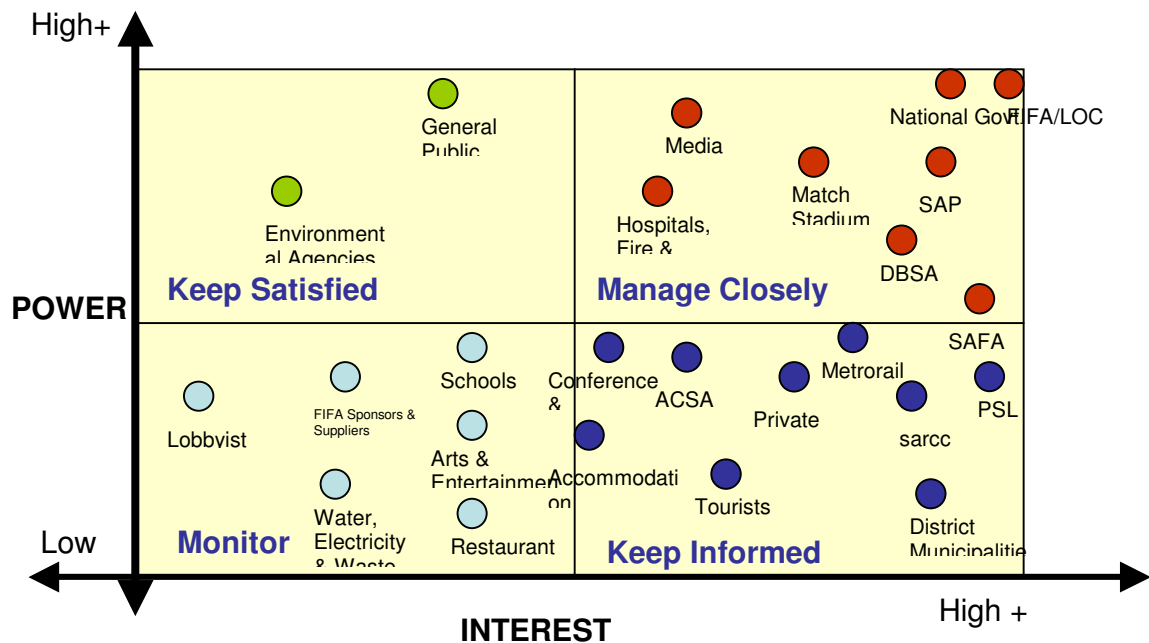 High+
General
Public
Media
National Govt.
FIFA/LOC
Match
Stadium
SAP
Hospitals,
Fire &
Environment
al Agencies
DBSA
Keep Satisfied
Manage Closely
POWER
SAFA
Schools
Conference
&
ACSA
Metrorail
Private
PSL
FIFA Sponsors &
Suppliers
Lobbyist
sarcc
Arts &
Entertainmen
Accommodati
on
Tourists
Water,
Electricity
& Waste
Restaurant
District
Municipalitie
Low
Monitor
Keep Informed
High +
INTEREST